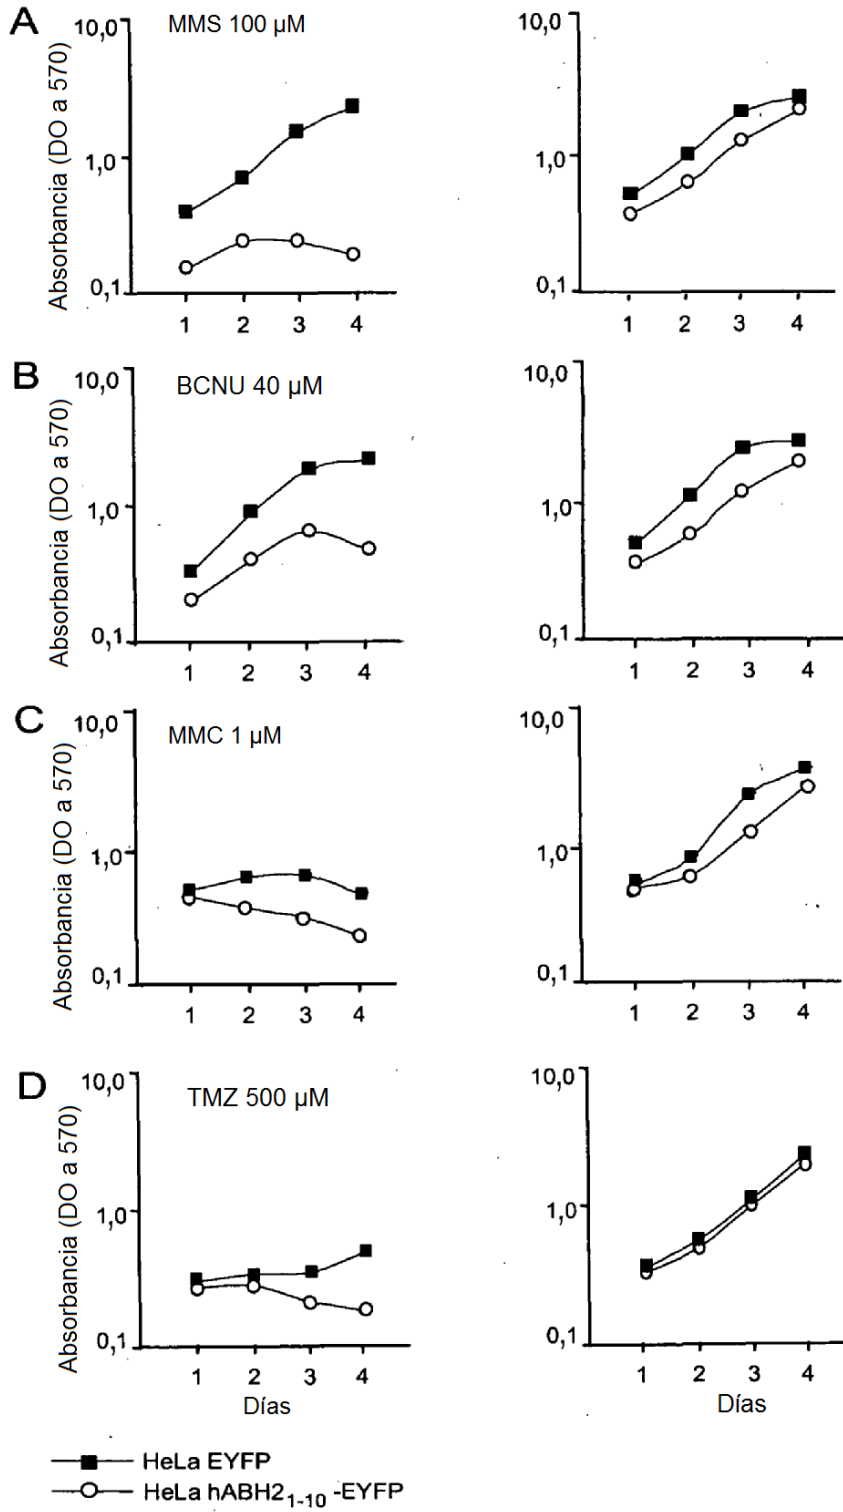 A
MMS 100 µM
Absorbancia (DO a 570)
10,0
1,0
0,1
1 2 3 4
10,0
1,0
0,1
1 2 3 4
B
BCNU 40 µM
Absorbancia (DO a 570)
10,0
1,0
0,1
1 2 3 4
10,0
1,0
0,1
1 2 3 4
C
MMC 1 µM
Absorbancia (DO a 570)
10,0
1,0
0,1
1 2 3 4
10,0
1,0
0,1
1 2 3 4
D
TMZ 500 µM
Absorbancia (DO a 570)
10,0
1,0
0,1
1 2 3 4
Días
10,0
1,0
0,1
1 2 3 4
Días
HeLa EYFP
HeLa hABH2₁₋₁₀ -EYFP